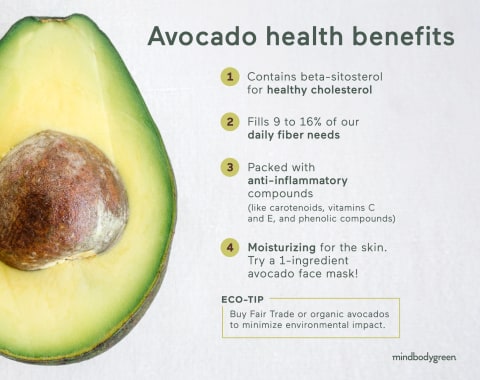 Avocado health benefits
1 Contains beta-sitosterol
for healthy cholesterol
2 Fills 9 to 16% of our
daily fiber needs
3 Packed with
anti-inflammatory
compounds
(like carotenoids, vitamins C
and E, and phenolic compounds)
4 Moisturizing for the skin.
Try a 1-ingredient
avocado face mask!
ECO-TIP
Buy Fair Trade or organic avocados
to minimize environmental impact.
mindbodygreen.